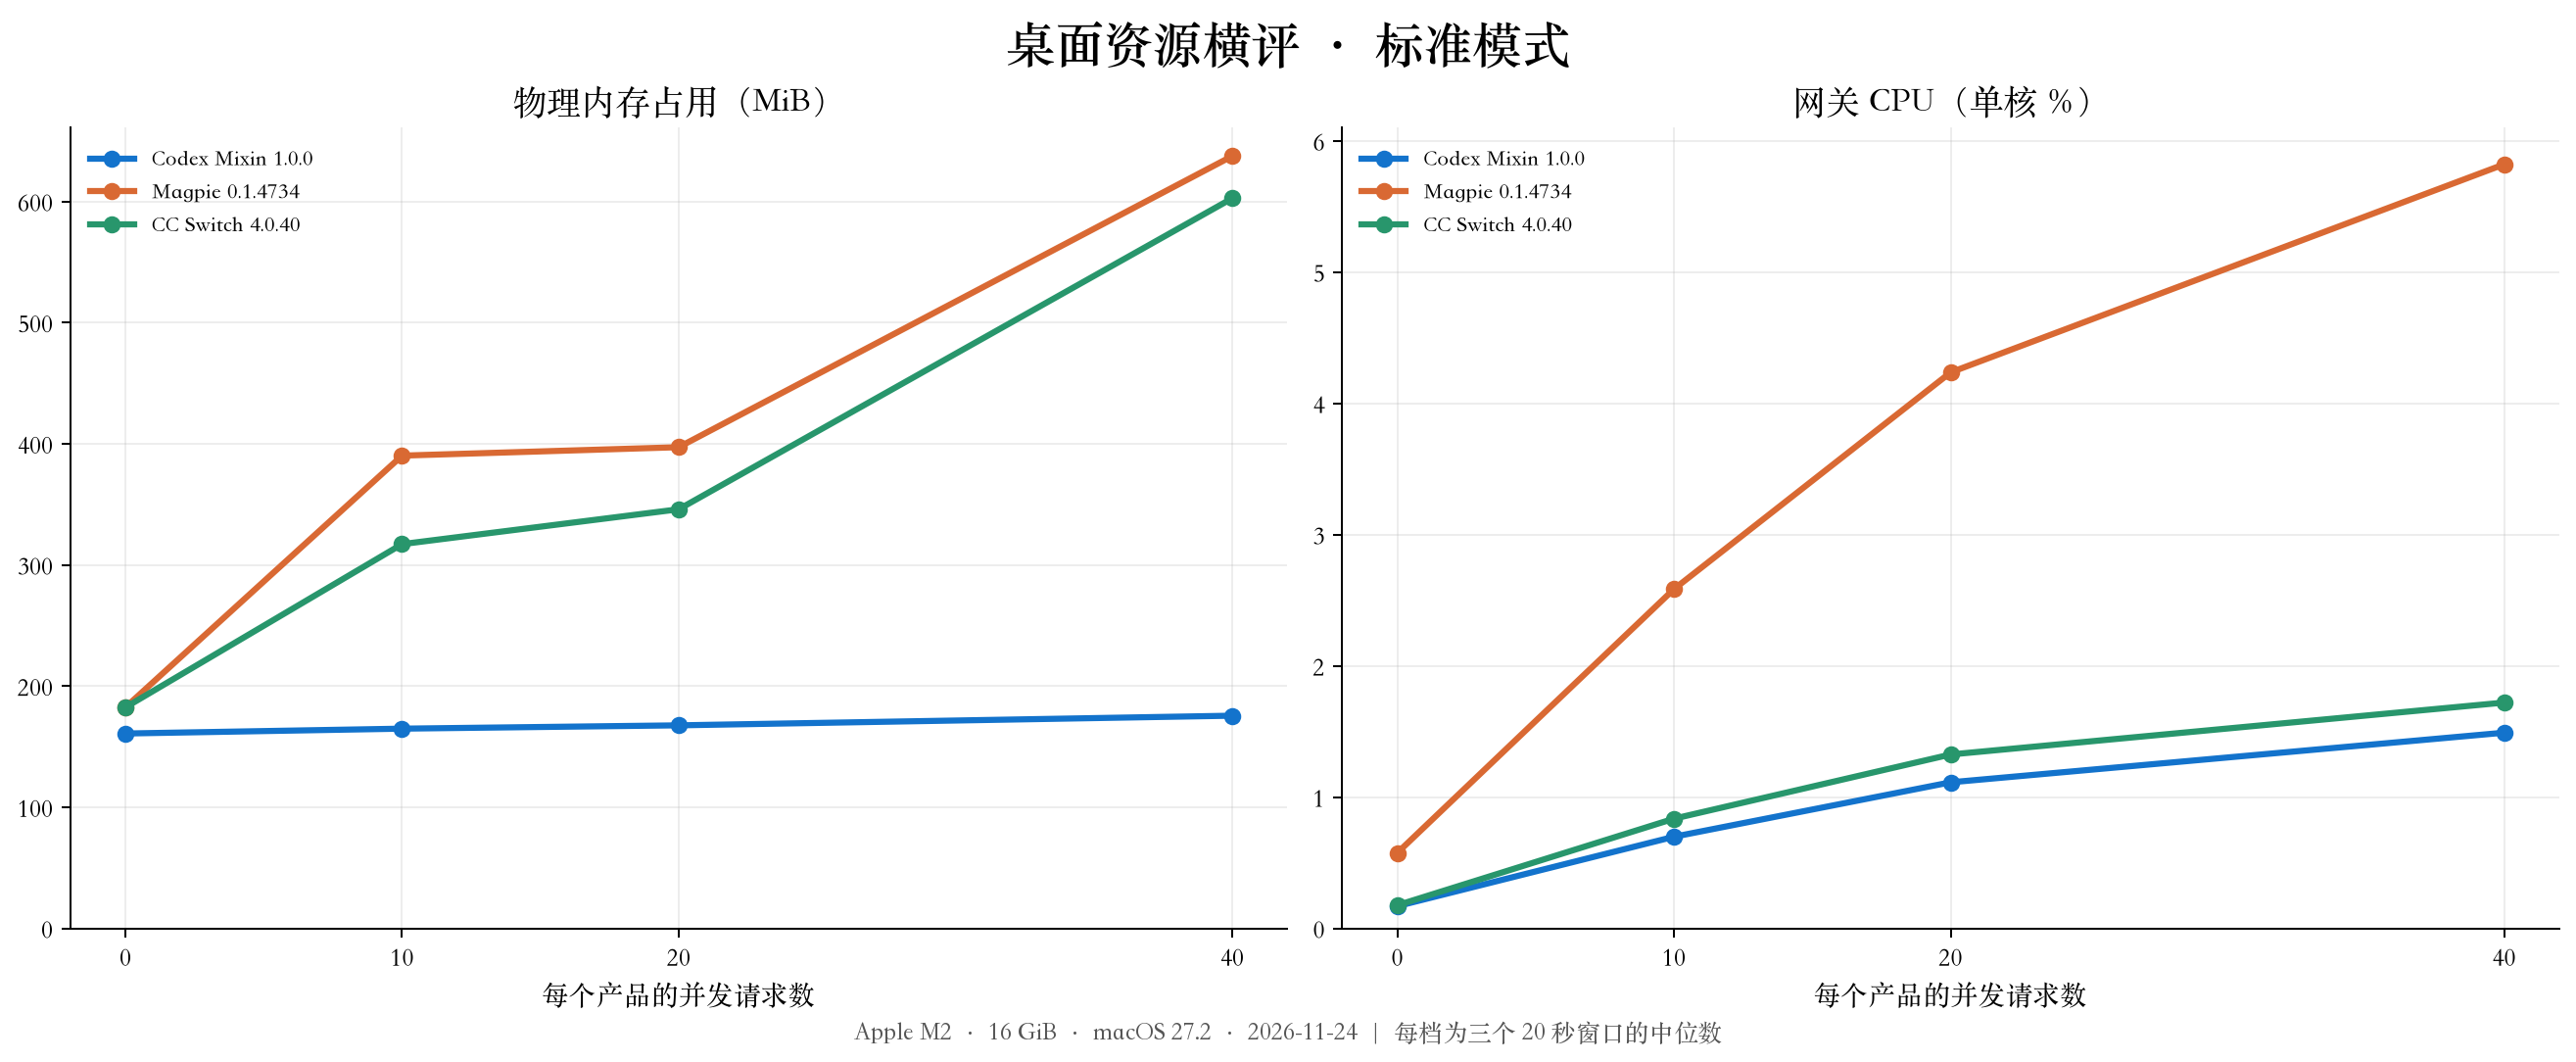 桌面资源横评 · 标准模式
物理内存占用（MiB）
Codex Mixin 1.0.0
Magpie 0.1.4734
CC Switch 4.0.40
600
500
400
300
200
100
0
0 10 20 40
每个产品的并发请求数
网关 CPU（单核 %）
Codex Mixin 1.0.0
Magpie 0.1.4734
CC Switch 4.0.40
6
5
4
3
2
1
0
0 10 20 40
每个产品的并发请求数
Apple M2 · 16 GiB · macOS 27.2 · 2026-11-24 | 每档为三个 20 秒窗口的中位数